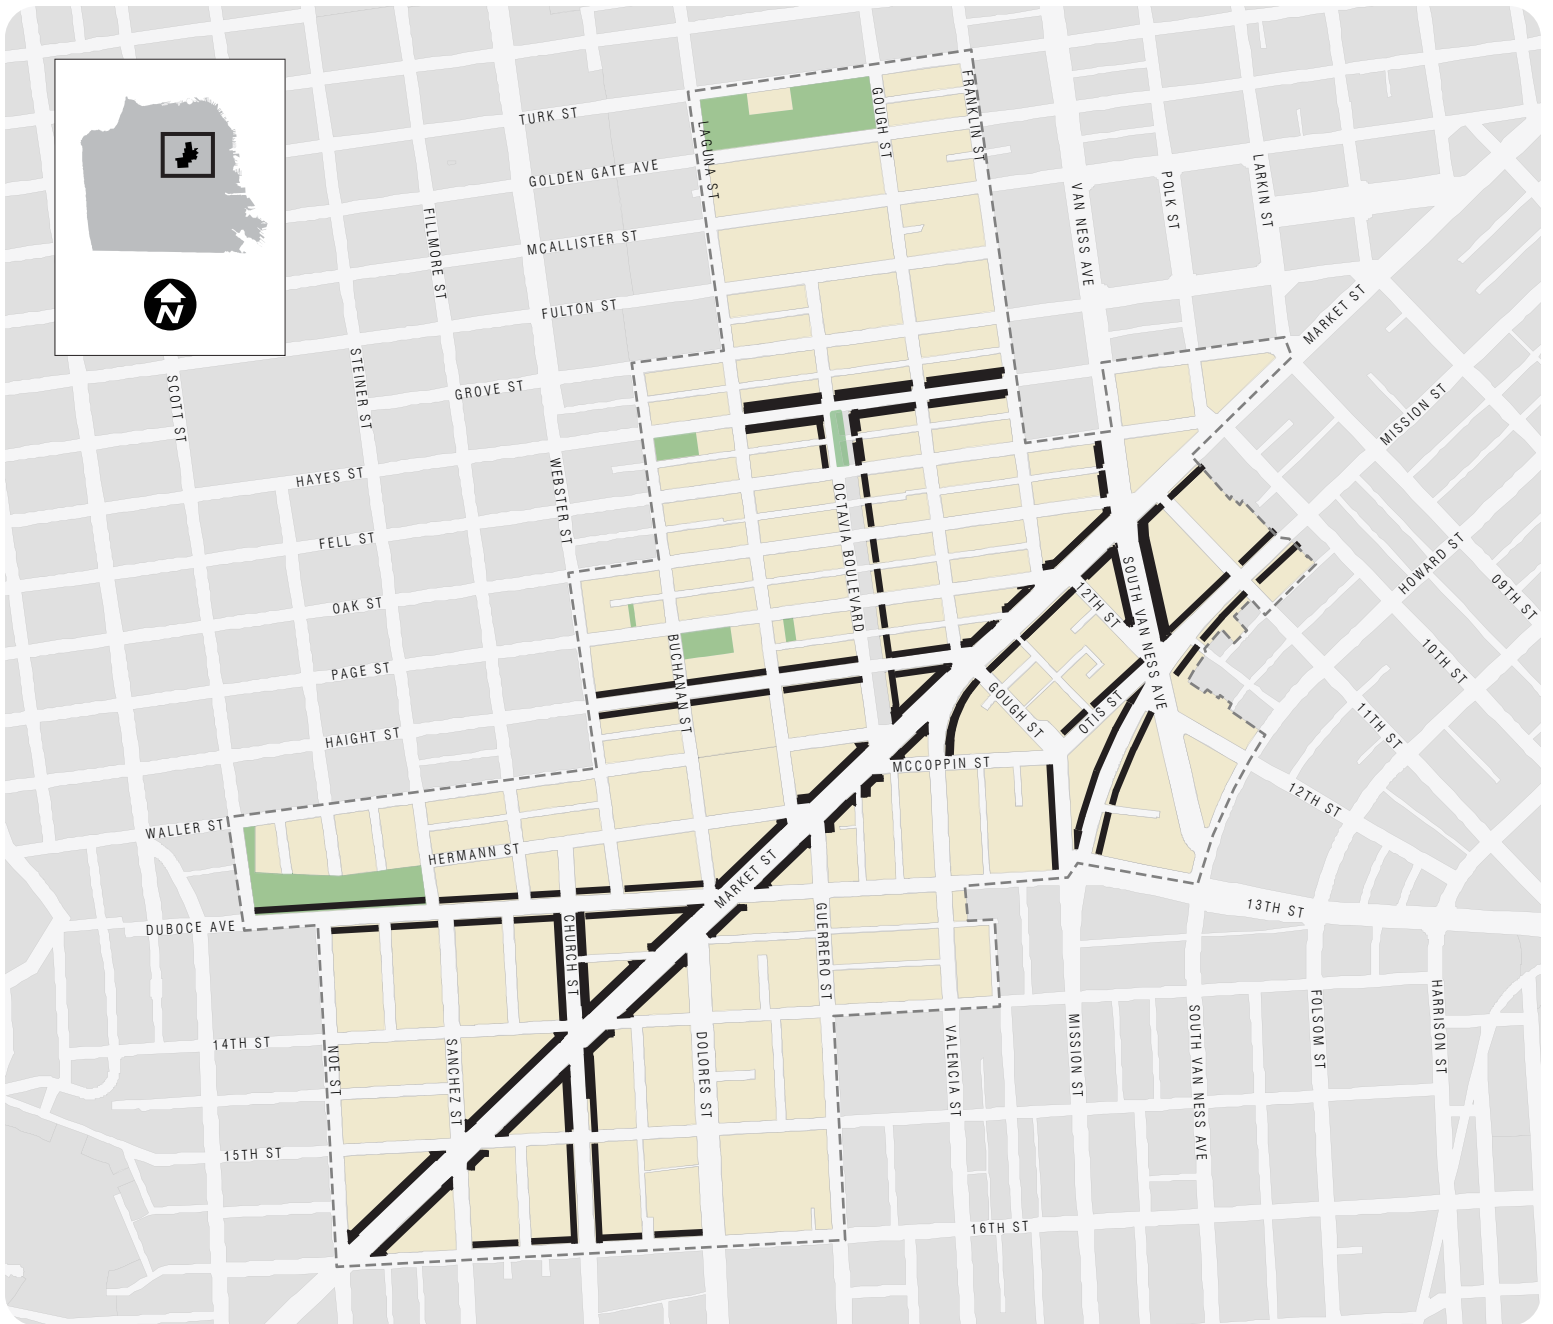 TURK ST
GOLDEN GATE AVE
MCALLISTER ST
FULTON ST
GROVE ST
HAYES ST
FELL ST
OAK ST
PAGE ST
HAIGHT ST
WALLER ST
HERMANN ST
DUBOCE AVE
14TH ST
15TH ST
16TH ST
N
SCOTT ST
STEINER ST
FILLMORE ST
WEBSTER ST
LAGUNA ST
GOUGH ST
FRANKLIN ST
VAN NESS AVE
POLK ST
LARKIN ST
MARKET ST
MISSION ST
HOWARD ST
09TH ST
10TH ST
11TH ST
12TH ST
13TH ST
OCTAVIA BOULEVARD
BUCHANAN ST
SOUTH VAN NESS AVE
12TH ST
GOUGH ST
OTIS ST
MCCOPPIN ST
MARKET ST
CHURCH ST
GUERRERO ST
NOE ST
SANCHEZ ST
DOLORES ST
VALENCIA ST
MISSION ST
SOUTH VAN NESS AVE
FOLSOM ST
HARRISON ST